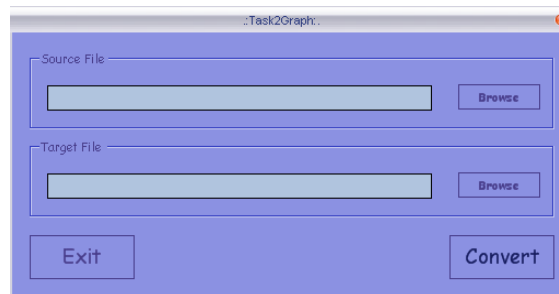 .:Task2Graph:.
Source File
Browse
Target File
Browse
Exit
Convert